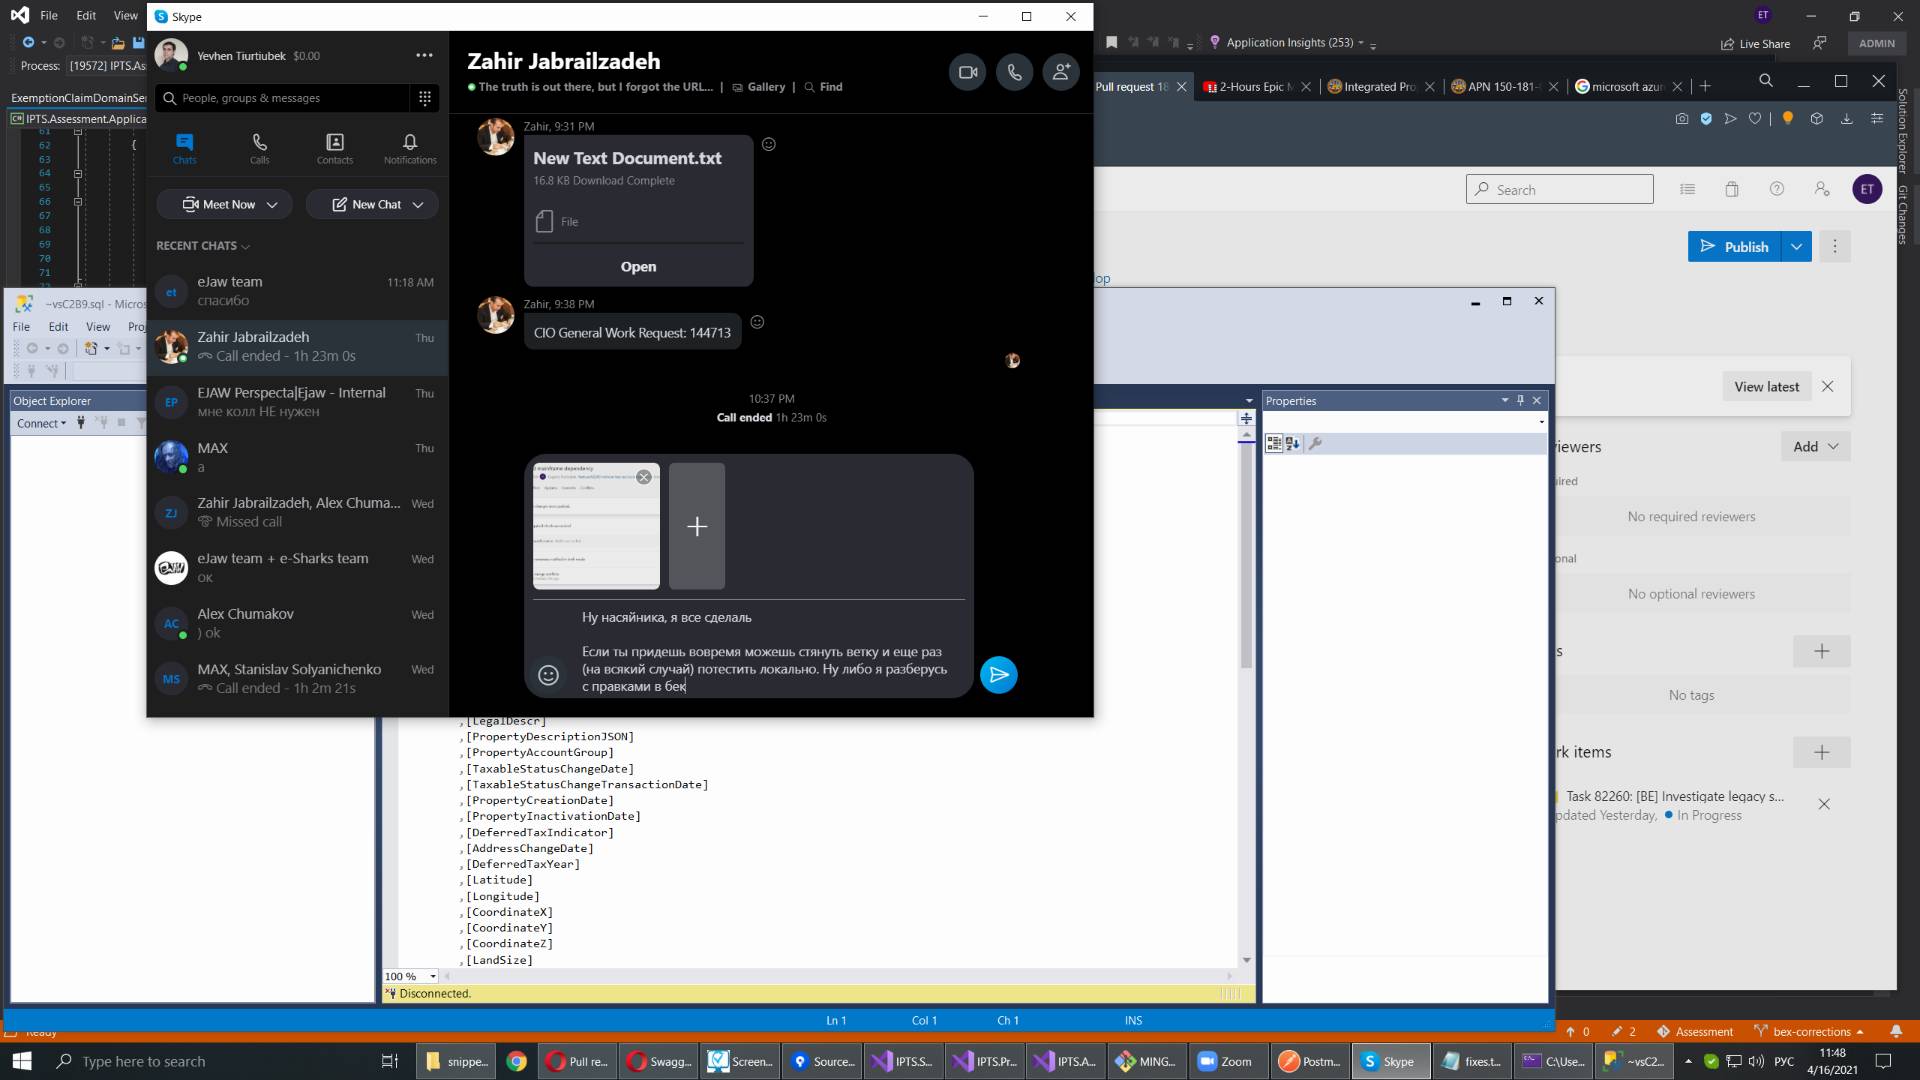 File Edit View
Skype
Process: [19572] IPTS.As
ExemptionClaimDomainSer
IPTS.Assessment.Applica
61
62 {
63
64
65
66
67
68
69
70
71
72
Yevhen Tiurtiubek $0.00
People, groups & messages
Chats Calls Contacts Notifications
Meet Now New Chat
RECENT CHATS
et eJaw team 11:18 AM
спасибо
Zahir Jabrailzadeh Thu
Call ended - 1h 23m 0s
EP EJAW Perspecta|Ejaw - Internal Thu
мне колл НЕ нужен
MAX Thu
a
ZJ Zahir Jabrailzadeh, Alex Chuma... Wed
Missed call
eJaw team + e-Sharks team Wed
ок
AC Alex Chumakov Wed
) ok
MS MAX, Stanislav Solyanichenko Wed
Call ended - 1h 2m 21s
Zahir Jabrailzadeh
The truth is out there, but I forgot the URL... | Gallery | Find
Zahir, 9:31 PM
New Text Document.txt
16.8 KB Download Complete
File
Open
Zahir, 9:38 PM
CIO General Work Request: 144713
10:37 PM
Call ended 1h 23m 0s
d mainframe dependency
Ну насяйника, я все сделаль
Если ты придешь вовремя можешь стянуть ветку и еще раз
(на всякий случай) потестить локально. Ну либо я разберусь
с правками в бек
Application Insights (253)
ET
Live Share
ADMIN
Pull request 18
2-Hours Epic M
Integrated Pro
APN 150-181-
microsoft azur
Solution Explorer
Git Changes
Search
ET
Publish
lop
View latest
iewers
Add
ired
No required reviewers
onal
No optional reviewers
s
No tags
rk items
Task 82260: [BE] Investigate legacy s...
pdated Yesterday, In Progress
~vsC2B9.sql - Micros
File Edit View Proj
Object Explorer
Connect
Properties
,[LegalDescr]
,[PropertyDescriptionJSON]
,[PropertyAccountGroup]
,[TaxableStatusChangeDate]
,[TaxableStatusChangeTransactionDate]
,[PropertyCreationDate]
,[PropertyInactivationDate]
,[DeferredTaxIndicator]
,[AddressChangeDate]
,[DeferredTaxYear]
,[Latitude]
,[Longitude]
,[CoordinateX]
,[CoordinateY]
,[CoordinateZ]
,[LandSize]
100 %
Disconnected.
Ln 1 Col 1 Ch 1 INS
Ready
0 2 Assessment bex-corrections
Type here to search
snippe... Pull re... Swagg... Screen... Source... IPTS.S... IPTS.Pr... IPTS.A... MING... Zoom Postm... Skype fixes.t... C:\Use... ~vsC2...
РУС
11:48
4/16/2021